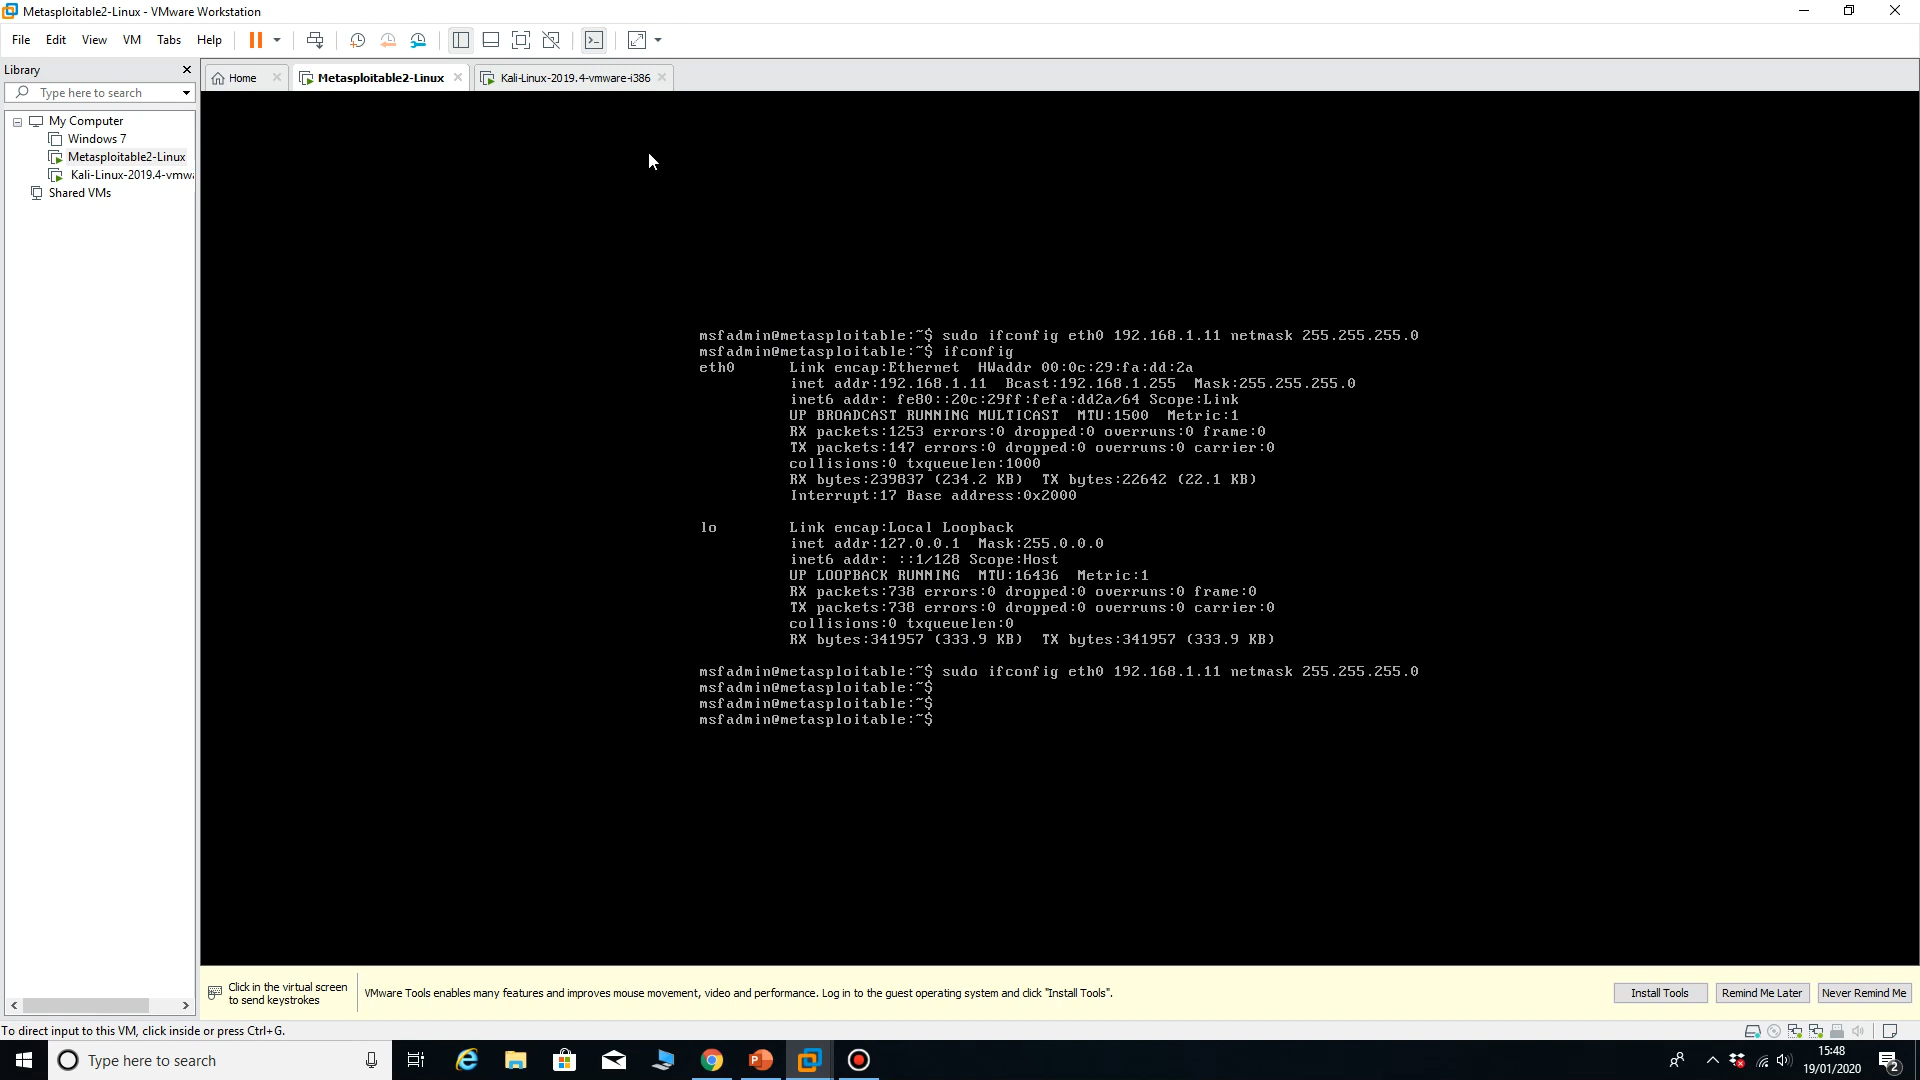 Metasploitable2-Linux - VMware Workstation
File Edit View VM Tabs Help
Library
Type here to search
Home
Metasploitable2-Linux
Kali-Linux-2019.4-vmware-i386
My Computer
Windows 7
Metasploitable2-Linux
Kali-Linux-2019.4-vmwa
Shared VMs
msfadmin@metasploitable:~$ sudo ifconfig eth0 192.168.1.11 netmask 255.255.255.0
msfadmin@metasploitable:~$ ifconfig
eth0 Link encap:Ethernet HWaddr 00:0c:29:fa:dd:2a
inet addr:192.168.1.11 Bcast:192.168.1.255 Mask:255.255.255.0
inet6 addr: fe80::20c:29ff:fefa:dd2a/64 Scope:Link
UP BROADCAST RUNNING MULTICAST MTU:1500 Metric:1
RX packets:1253 errors:0 dropped:0 overruns:0 frame:0
TX packets:147 errors:0 dropped:0 overruns:0 carrier:0
collisions:0 txqueuelen:1000
RX bytes:239837 (234.2 KB) TX bytes:22642 (22.1 KB)
Interrupt:17 Base address:0x2000
lo Link encap:Local Loopback
inet addr:127.0.0.1 Mask:255.0.0.0
inet6 addr: ::1/128 Scope:Host
UP LOOPBACK RUNNING MTU:16436 Metric:1
RX packets:738 errors:0 dropped:0 overruns:0 frame:0
TX packets:738 errors:0 dropped:0 overruns:0 carrier:0
collisions:0 txqueuelen:0
RX bytes:341957 (333.9 KB) TX bytes:341957 (333.9 KB)
msfadmin@metasploitable:~$ sudo ifconfig eth0 192.168.1.11 netmask 255.255.255.0
msfadmin@metasploitable:~$
msfadmin@metasploitable:~$
msfadmin@metasploitable:~$
Click in the virtual screen
to send keystrokes
VMware Tools enables many features and improves mouse movement, video and performance. Log in to the guest operating system and click "Install Tools".
Install Tools
Remind Me Later
Never Remind Me
To direct input to this VM, click inside or press Ctrl+G.
Type here to search
15:48
19/01/2020
2